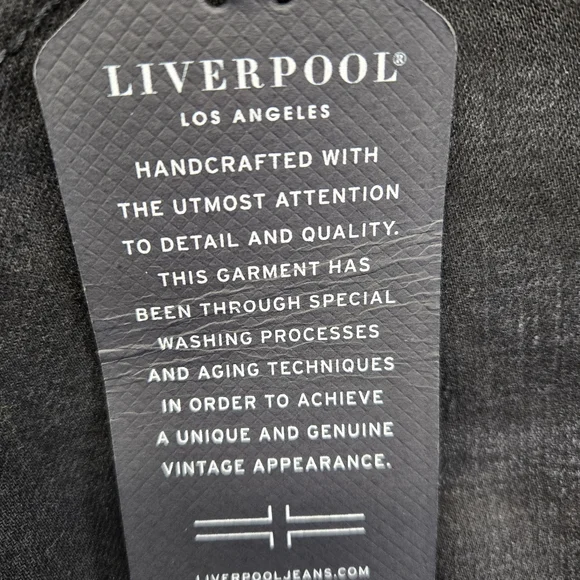 LIVERPOOL®
LOS ANGELES
HANDCRAFTED WITH
THE UTMOST ATTENTION
TO DETAIL AND QUALITY.
THIS GARMENT HAS
BEEN THROUGH SPECIAL
WASHING PROCESSES
AND AGING TECHNIQUES
IN ORDER TO ACHIEVE
A UNIQUE AND GENUINE
VINTAGE APPEARANCE.
LIVERPOOLJEANS.COM